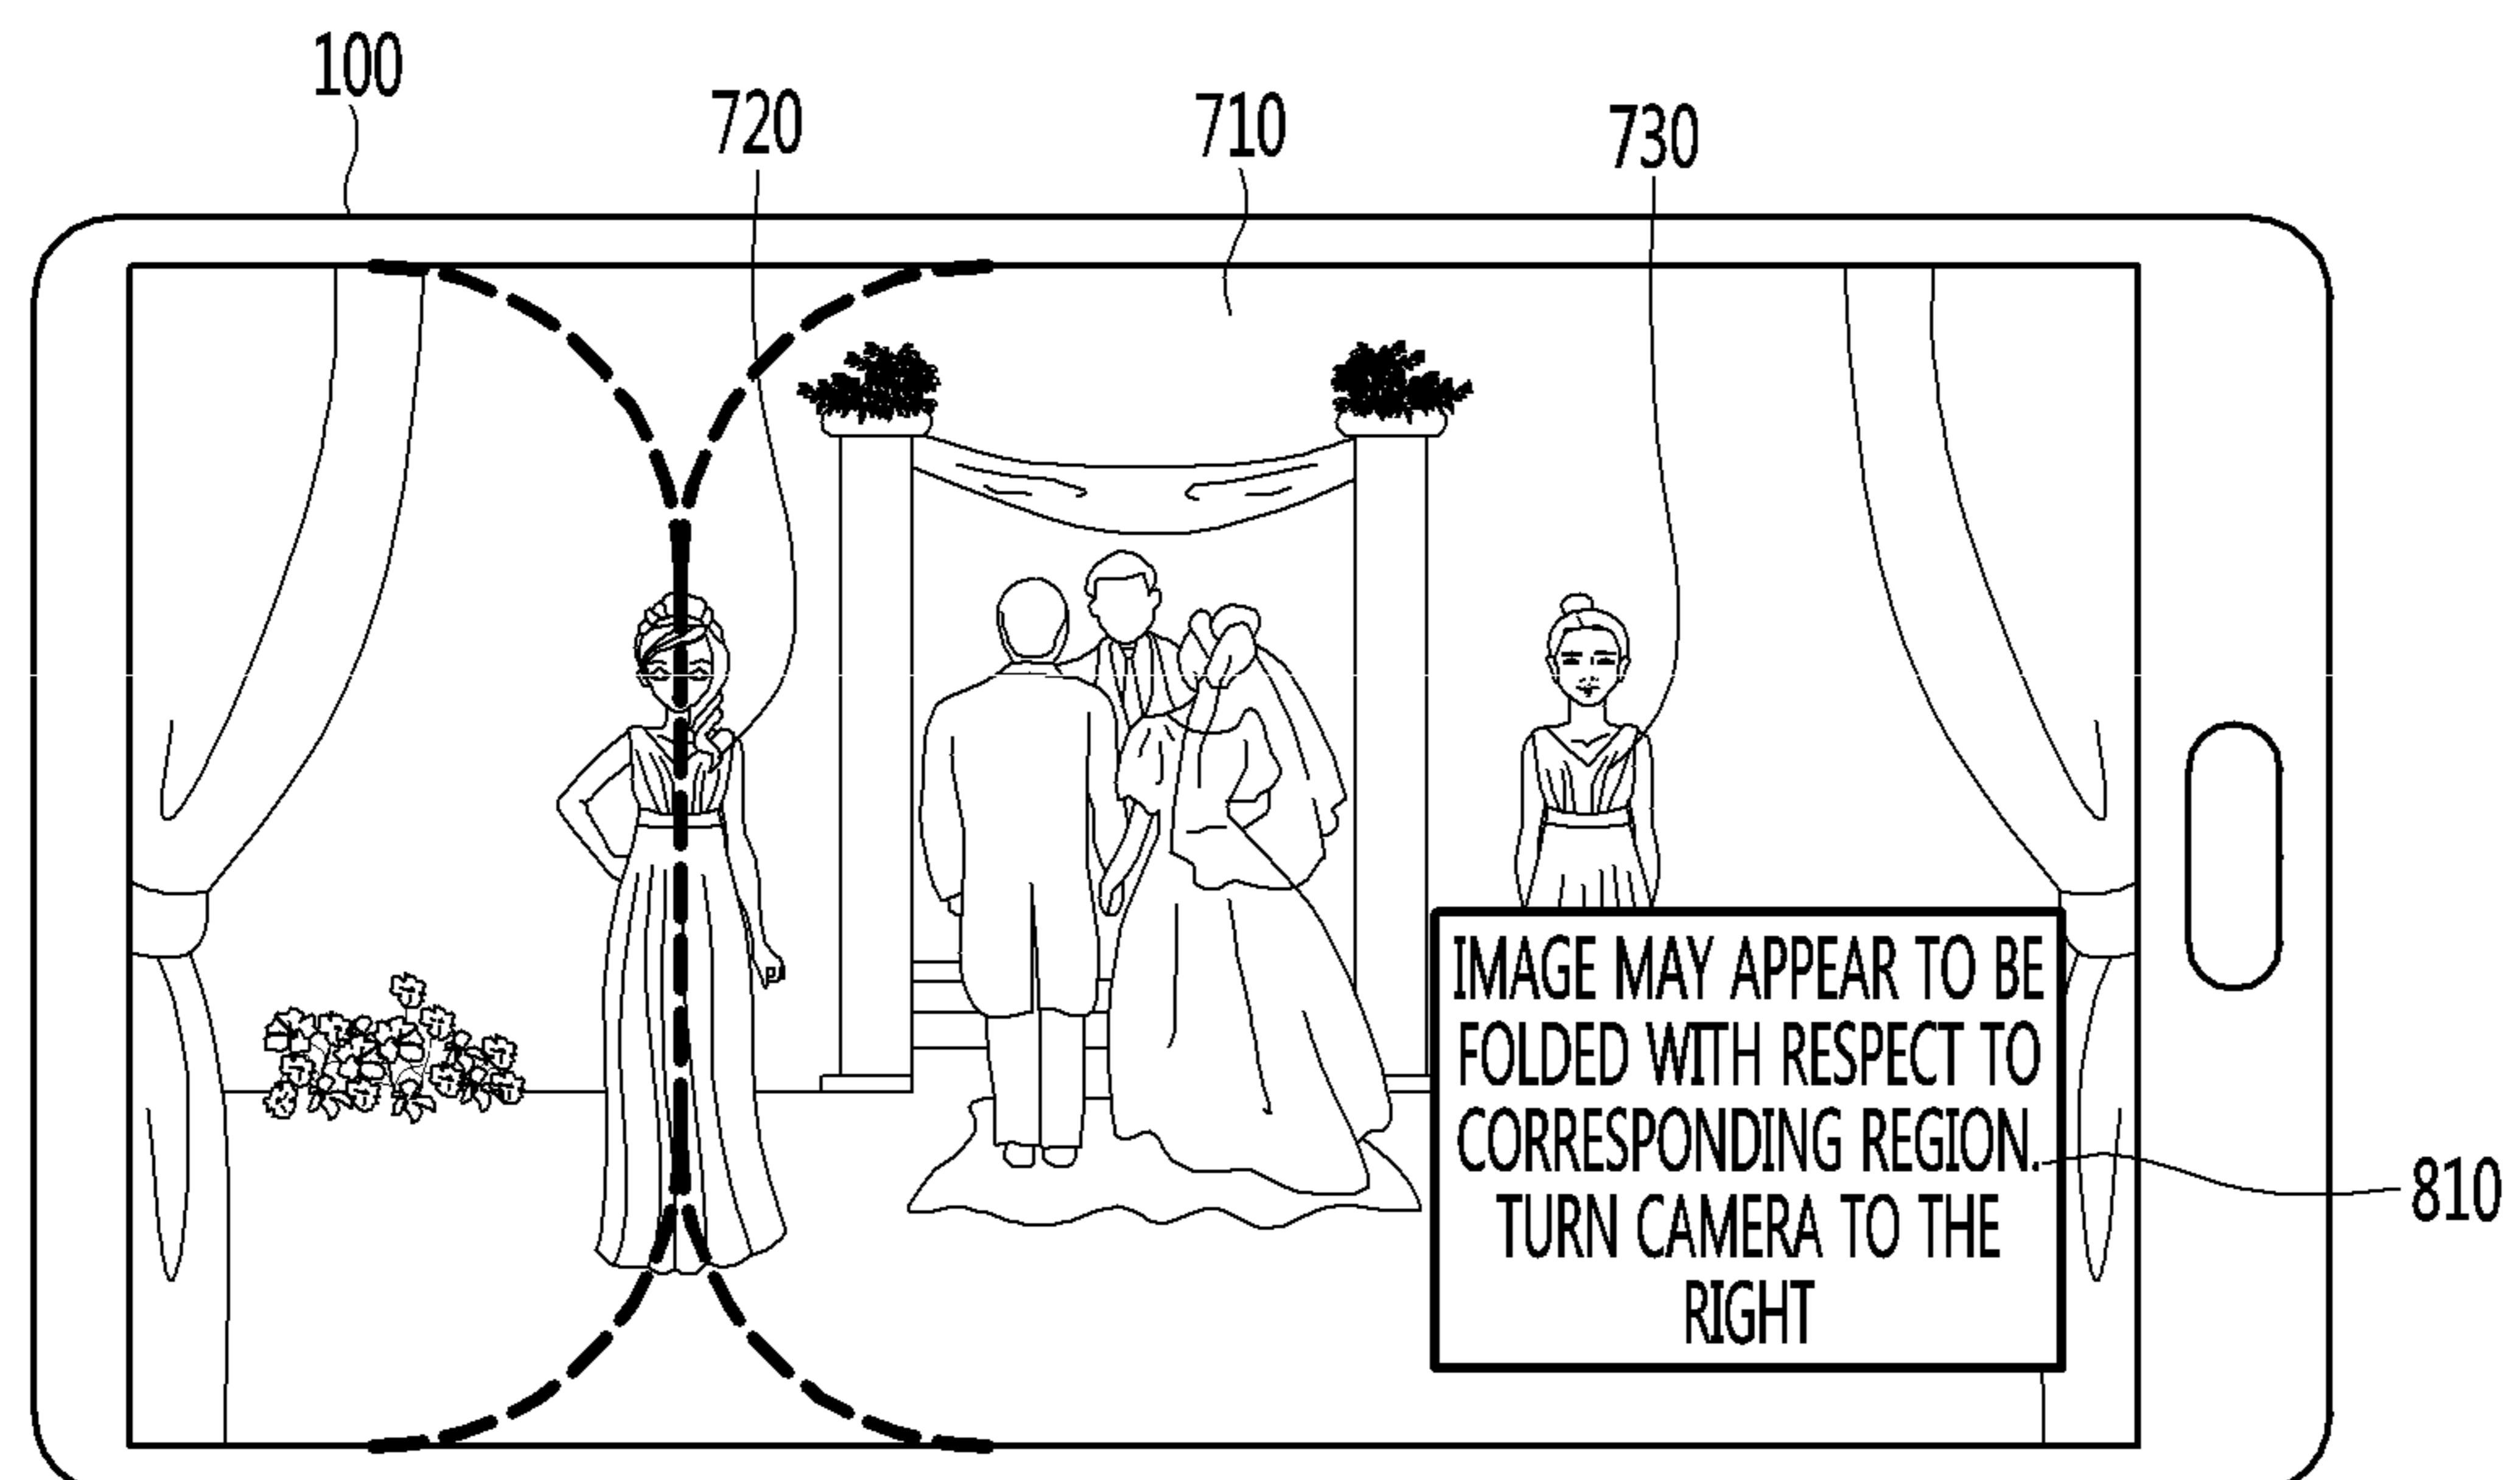 100
720
710
730
IMAGE MAY APPEAR TO BE
FOLDED WITH RESPECT TO
CORRESPONDING REGION.
TURN CAMERA TO THE
RIGHT
810